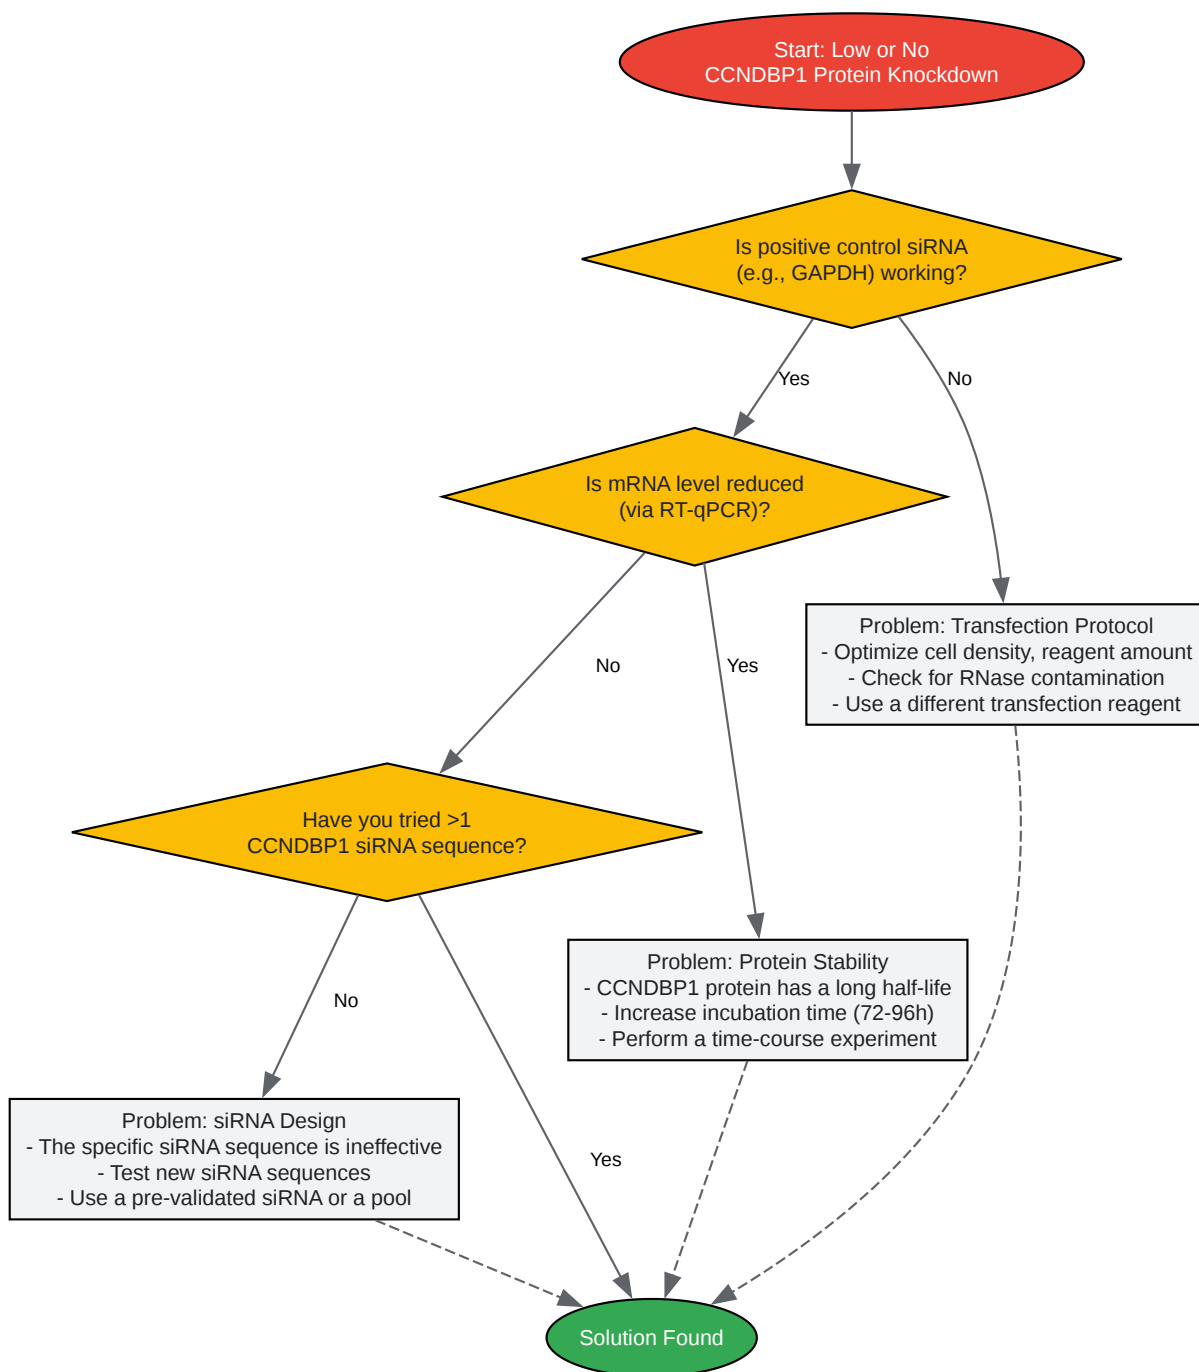 Start: Low or No
CCNDBP1 Protein Knockdown
Is positive control siRNA
(e.g., GAPDH) working?
Yes
No
Is mRNA level reduced
(via RT-qPCR)?
Problem: Transfection Protocol
- Optimize cell density, reagent amount
- Check for RNase contamination
- Use a different transfection reagent
No
Yes
Have you tried >1
CCNDBP1 siRNA sequence?
Problem: Protein Stability
- CCNDBP1 protein has a long half-life
- Increase incubation time (72-96h)
- Perform a time-course experiment
No
Yes
Problem: siRNA Design
- The specific siRNA sequence is ineffective
- Test new siRNA sequences
- Use a pre-validated siRNA or a pool
Solution Found